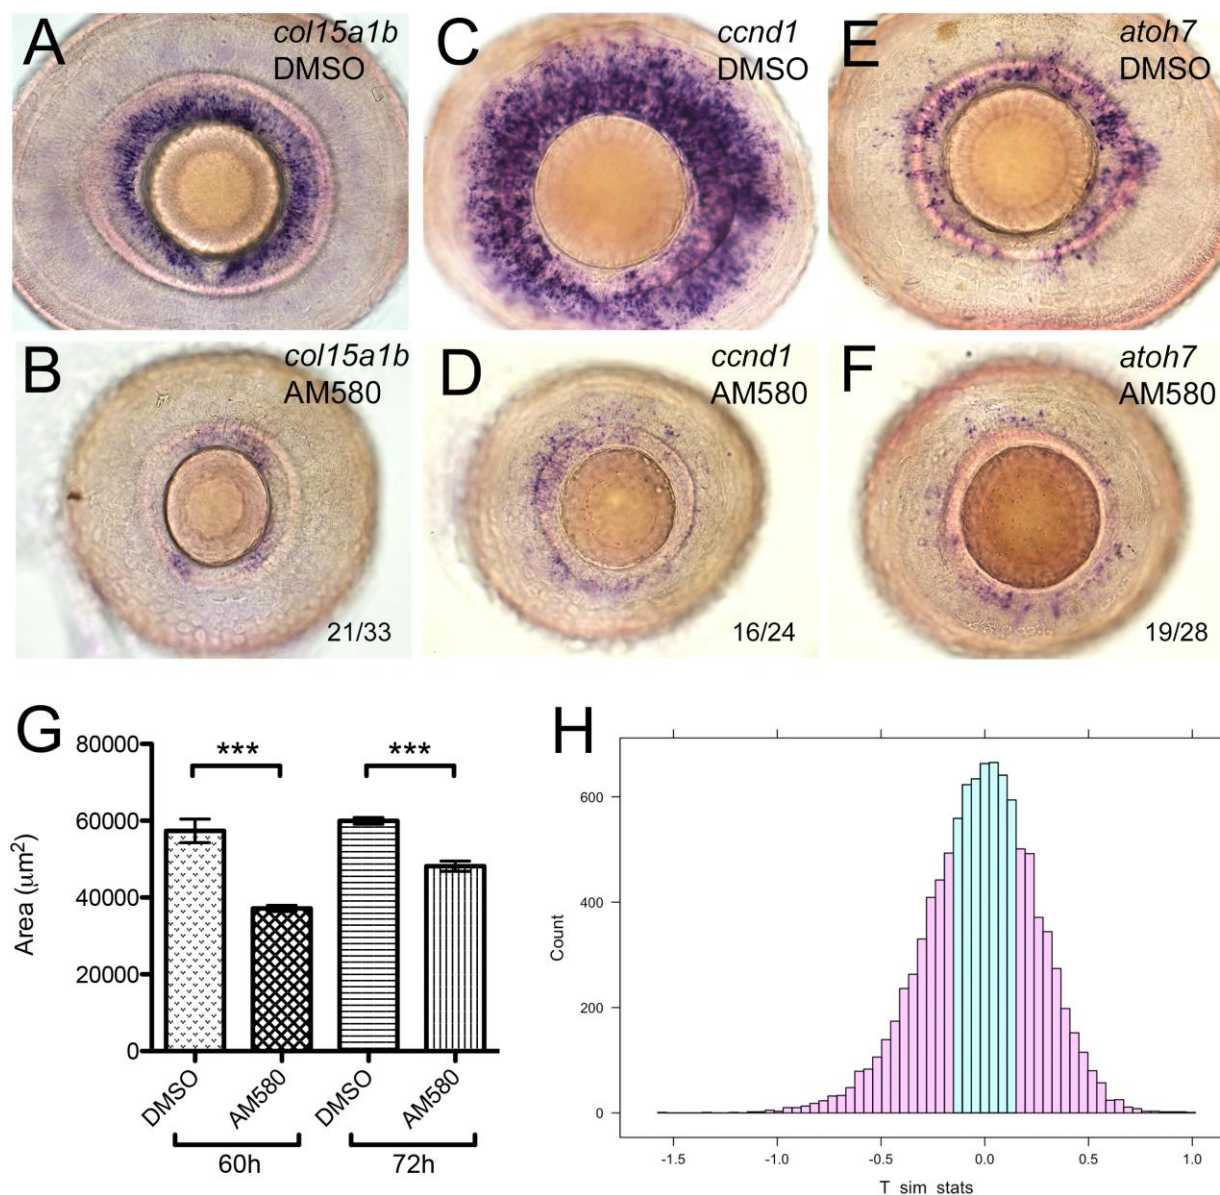 A
col15a1b
DMSO
C
ccnd1
DMSO
E
atoh7
DMSO
B
col15a1b
AM580
21/33
D
ccnd1
AM580
16/24
F
atoh7
AM580
19/28
G
80000
60000
40000
20000
0
Area (µm²)
***
***
DMSO
AM580
DMSO
AM580
60h
72h
H
600
400
200
0
Count
-1.5
-1.0
-0.5
0.0
0.5
1.0
T sim stats